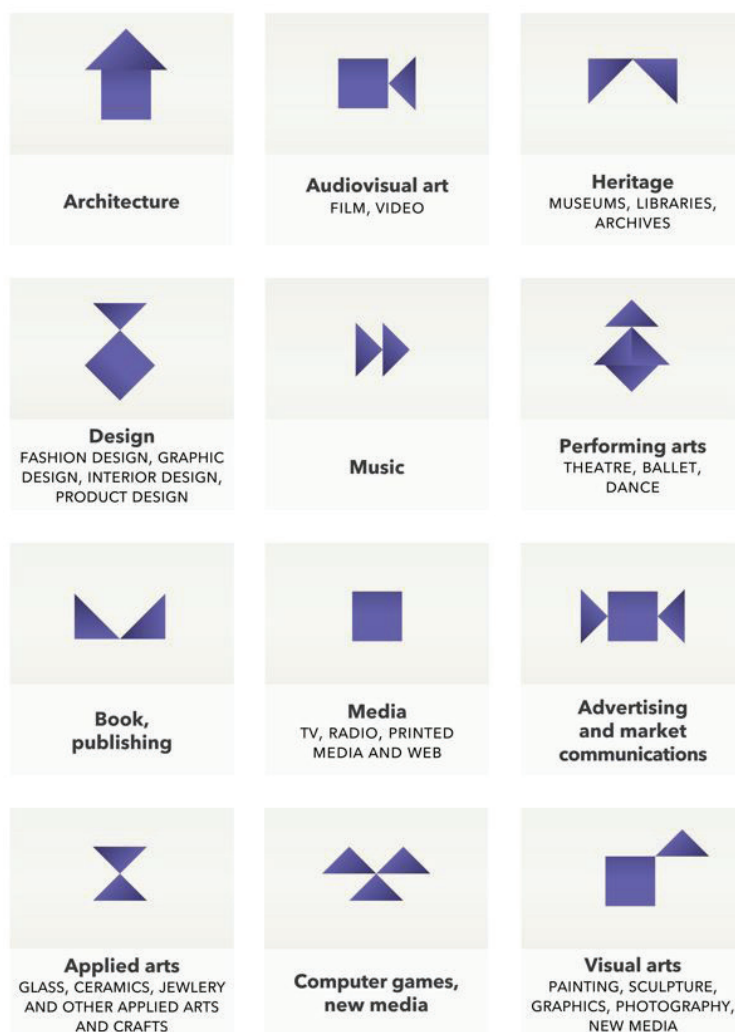 Architecture
Audiovisual art
FILM, VIDEO
Heritage
MUSEUMS, LIBRARIES,
ARCHIVES
Design
FASHION DESIGN, GRAPHIC
DESIGN, INTERIOR DESIGN,
PRODUCT DESIGN
Music
Performing arts
THEATRE, BALLET,
DANCE
Book,
publishing
Media
TV, RADIO, PRINTED
MEDIA AND WEB
Advertising
and market
communications
Applied arts
GLASS, CERAMICS, JEWLERY
AND OTHER APPLIED ARTS
AND CRAFTS
Computer games,
new media
Visual arts
PAINTING, SCULPTURE,
GRAPHICS, PHOTOGRAPHY,
NEW MEDIA